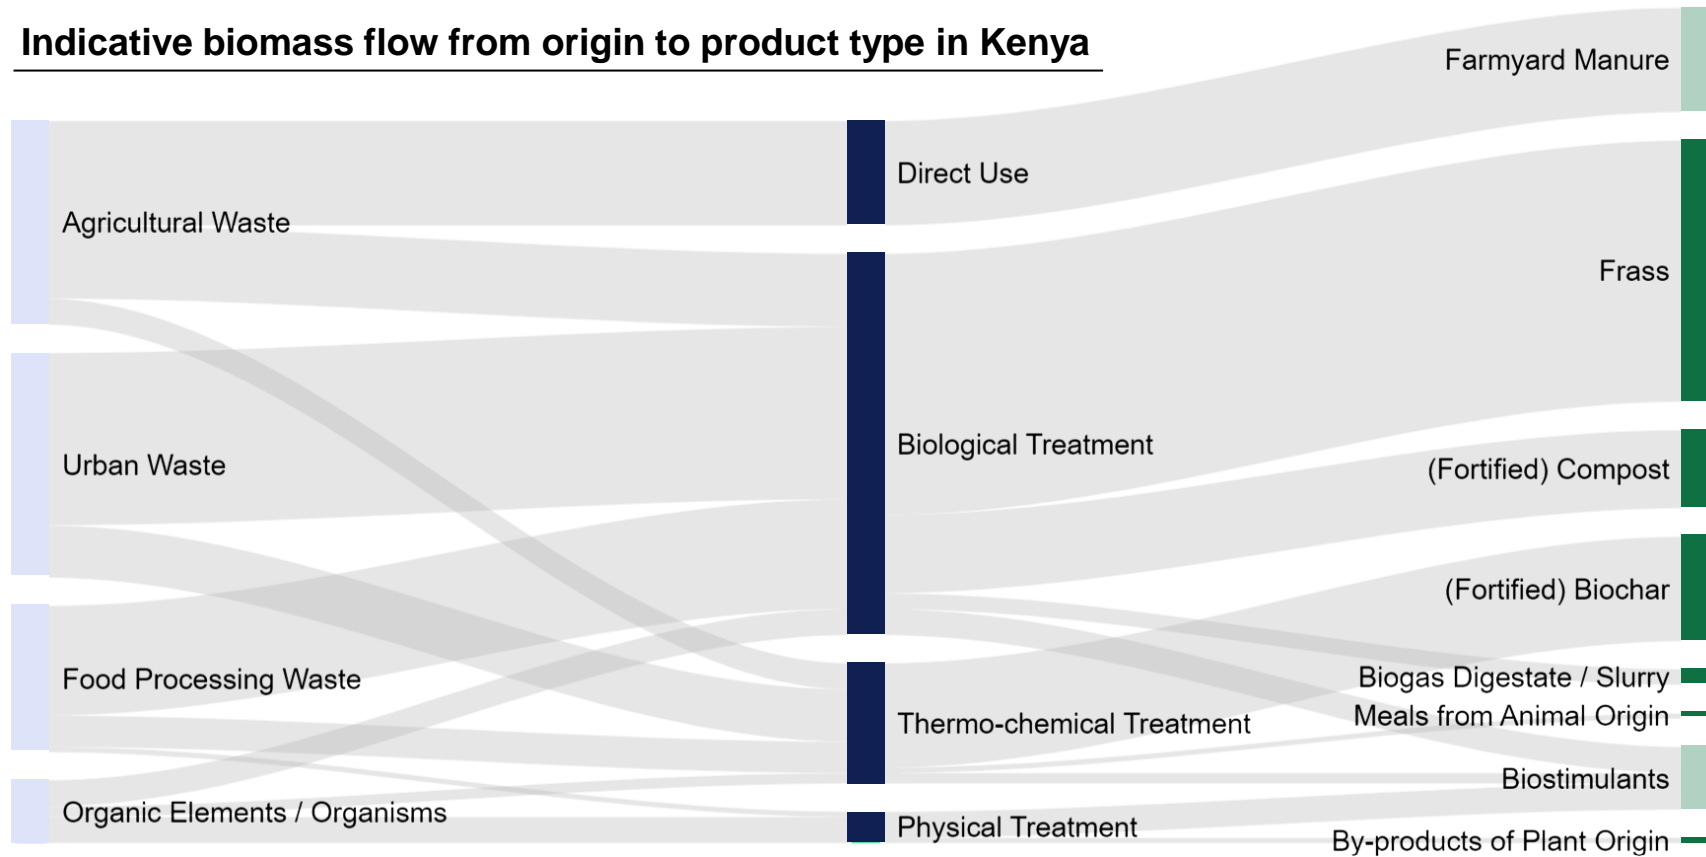 Indicative biomass flow from origin to product type in Kenya
Agricultural Waste
Urban Waste
Food Processing Waste
Organic Elements / Organisms
Direct Use
Biological Treatment
Thermo-chemical Treatment
Physical Treatment
Farmyard Manure
Frass
(Fortified) Compost
(Fortified) Biochar
Biogas Digestate / Slurry
Meals from Animal Origin
Biostimulants
By-products of Plant Origin